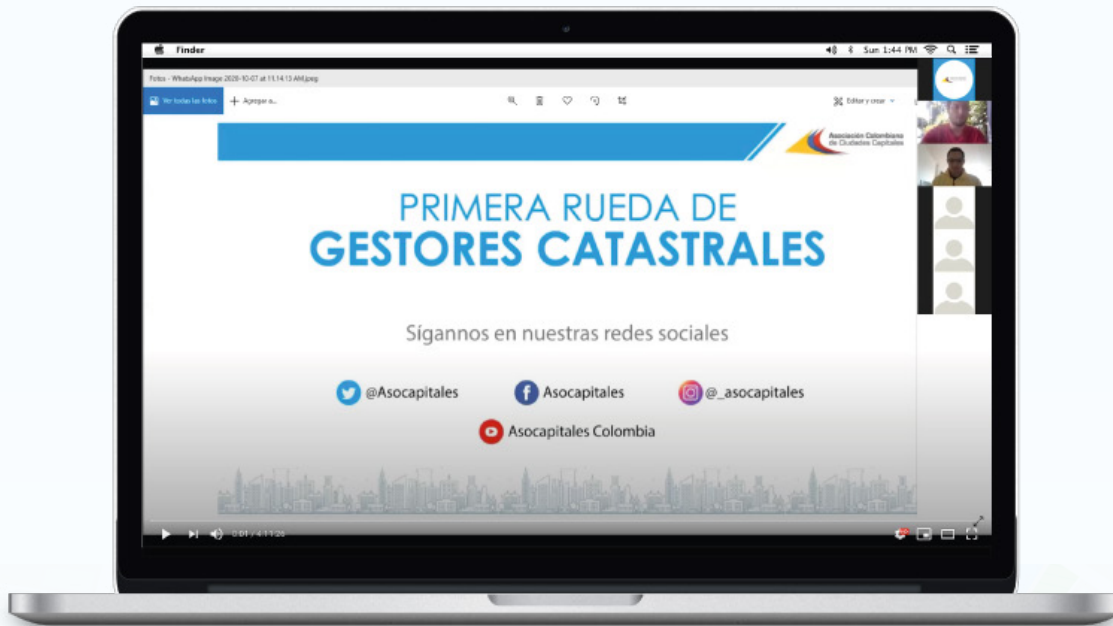 Finder
Sun 1:44 PM
Fotos - WhatsApp Image 2020-10-07 at 11.14.13 AM.jpeg
Ver todas las fotos
Agregar a...
Editar y crear
Asociación Colombiana
de Ciudades Capitales
PRIMERA RUEDA DE
GESTORES CATASTRALES
Sígannos en nuestras redes sociales
@Asocapitales
Asocapitales
@_asocapitales
Asocapitales Colombia
0:01 / 4:11:26